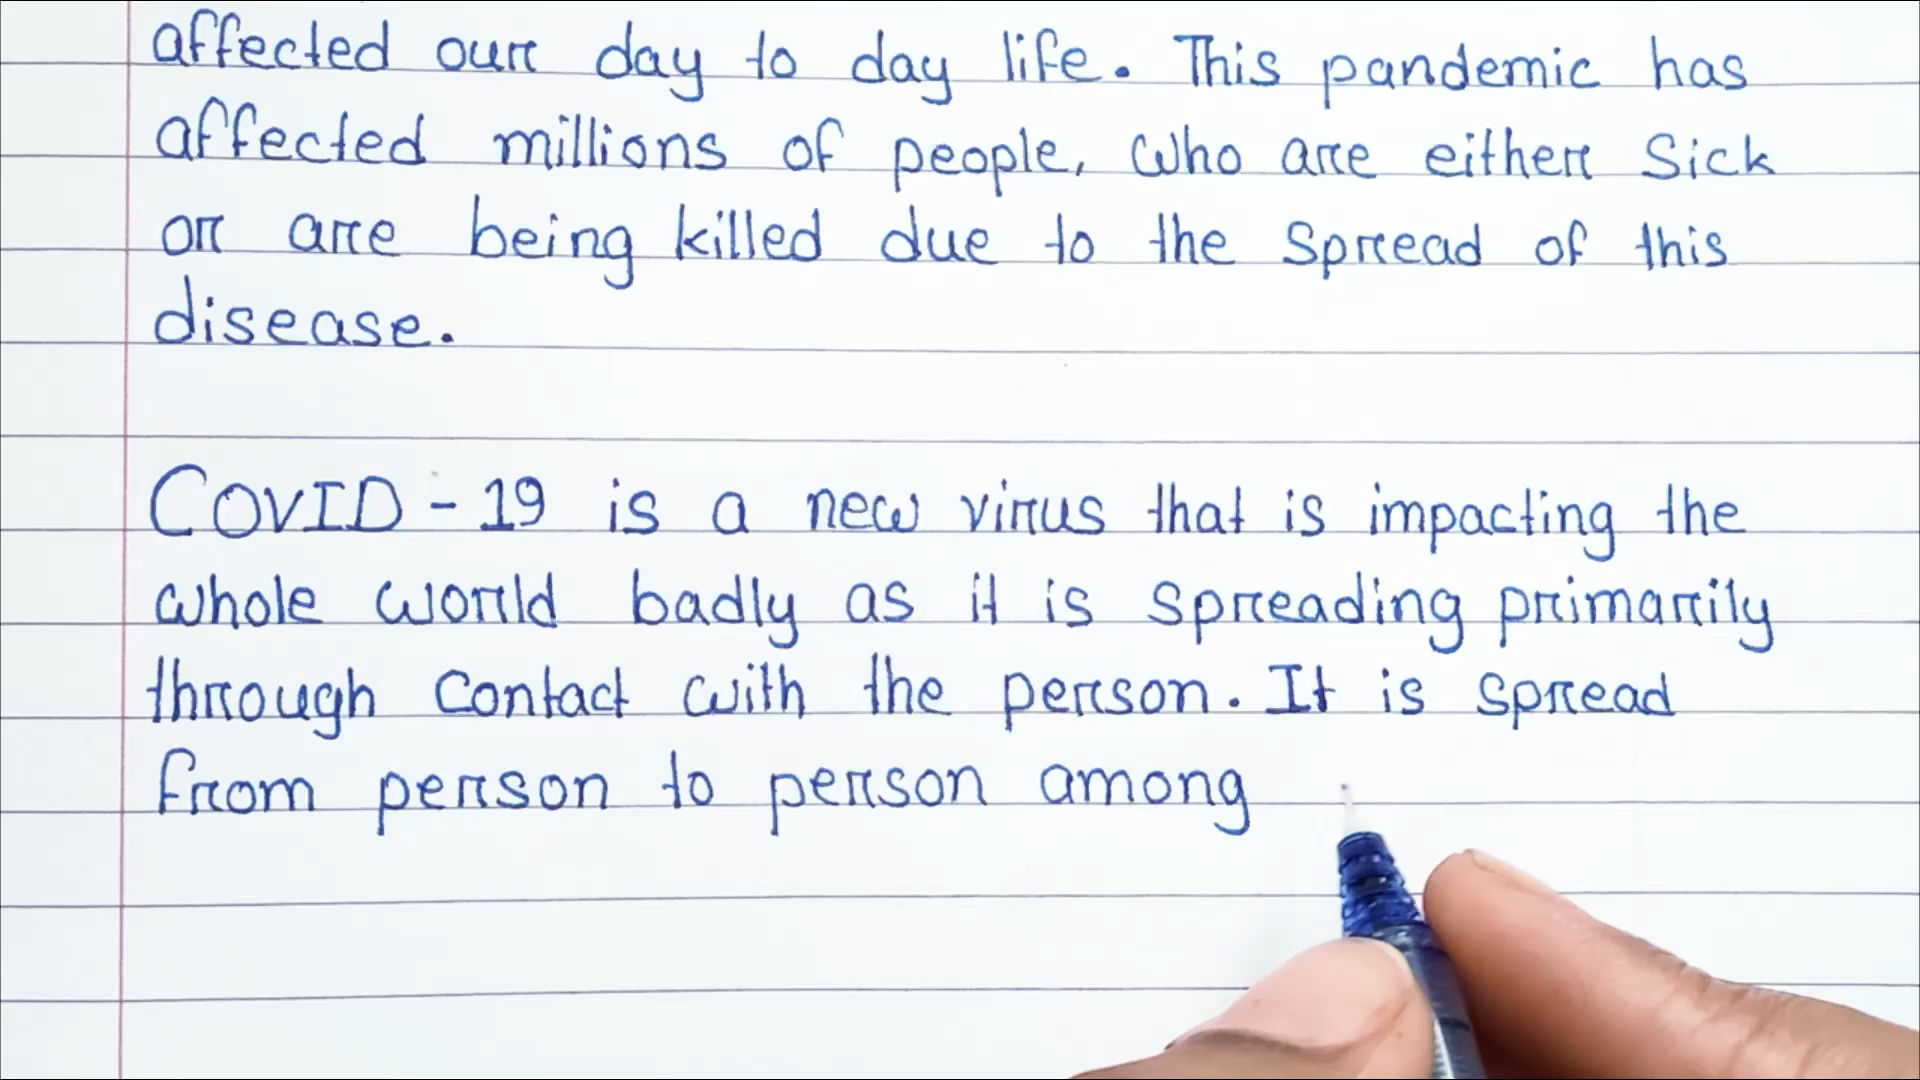 affected our day to day life. This pandemic has
affected millions of people, who are either sick
or are being killed due to the spread of this
disease.
COVID-19 is a new virus that is impacting the
whole world badly as it is spreading primarily
through contact with the person. It is spread
from person to person among